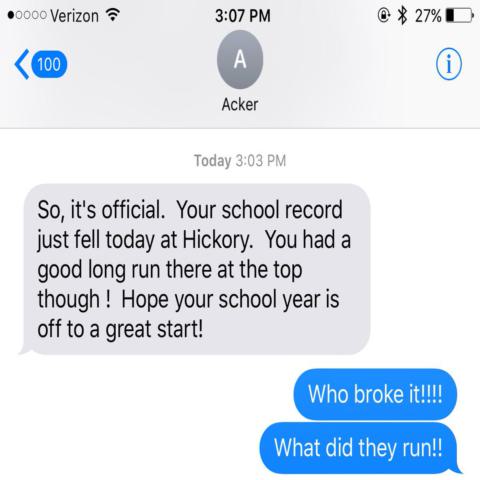 Verizon 3:07 PM 27%
100
A
Acker
Today 3:03 PM
So, it's official. Your school record
just fell today at Hickory. You had a
good long run there at the top
though ! Hope your school year is
off to a great start!
Who broke it!!!!
What did they run!!